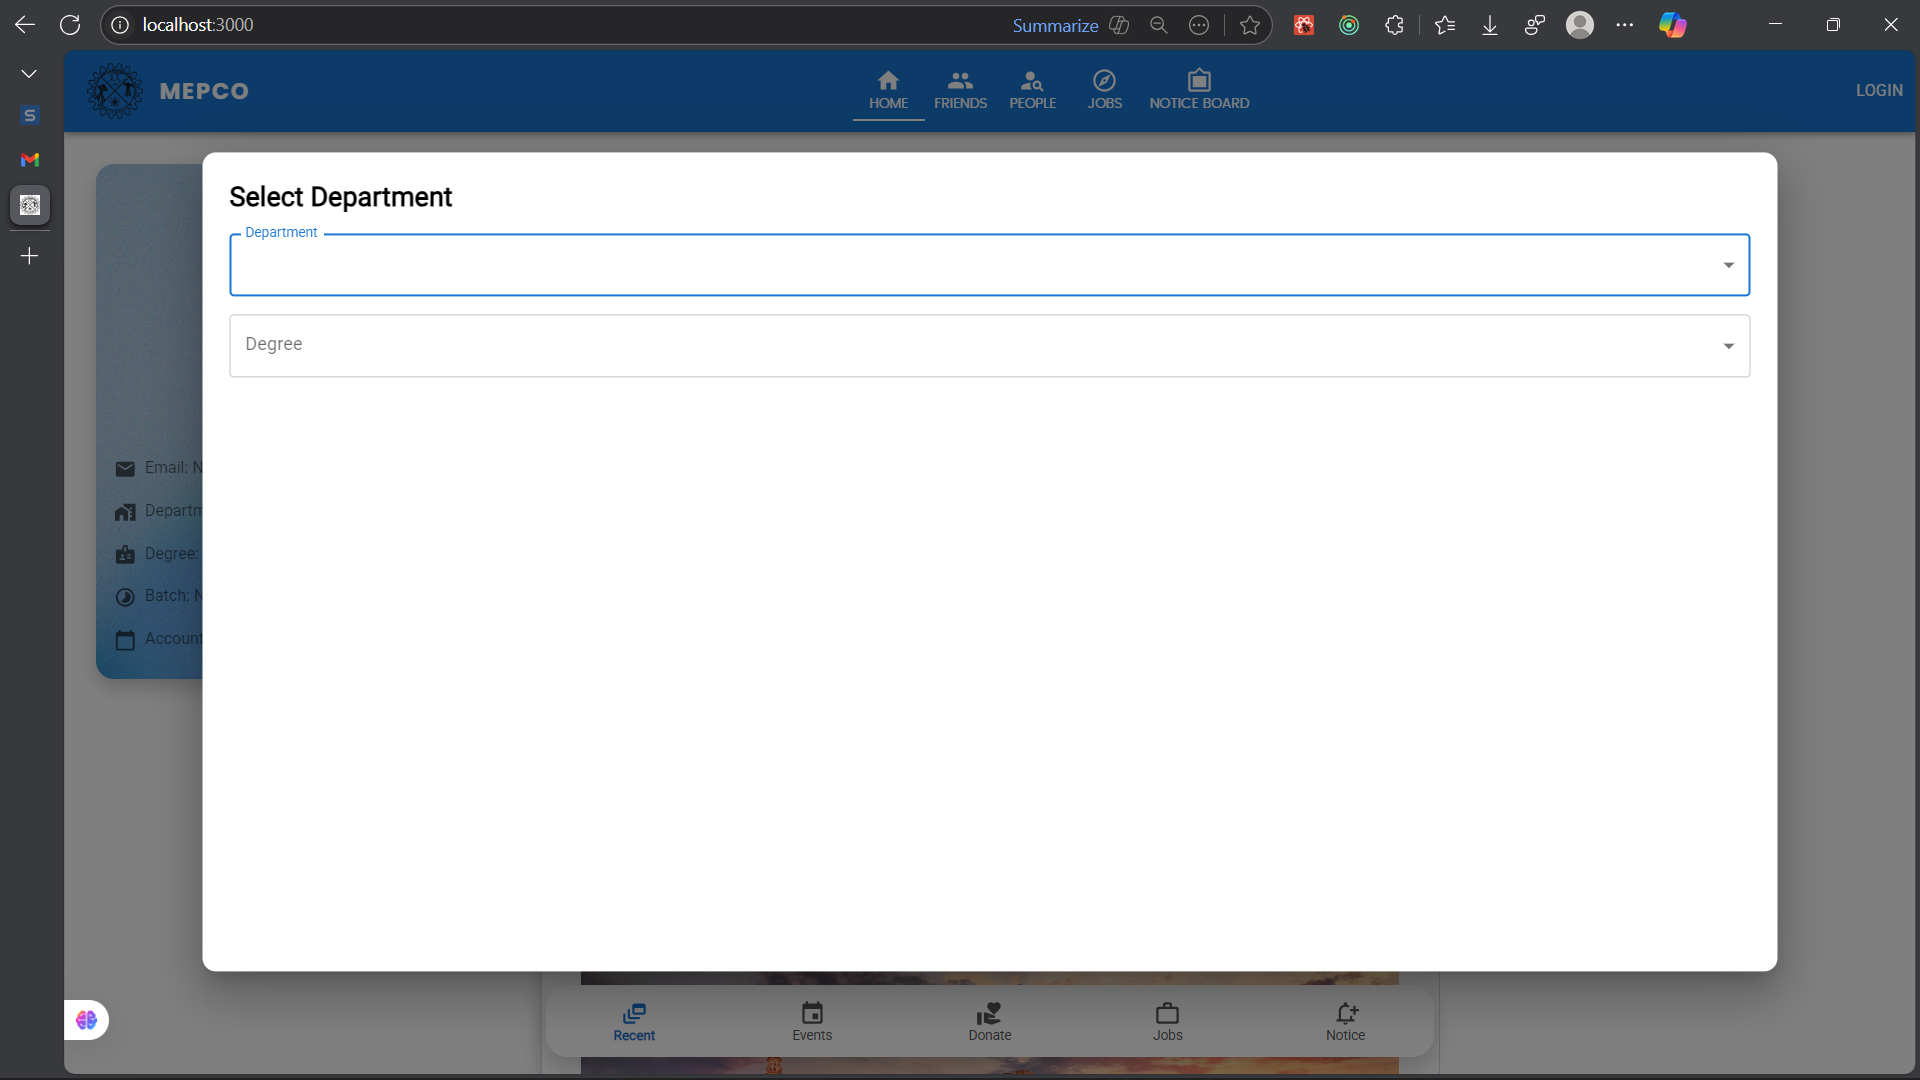 localhost:3000
Summarize
MEPCO
HOME
FRIENDS
PEOPLE
JOBS
NOTICE BOARD
LOGIN
Select Department
Department
Degree
Email: N
Departm
Degree:
Batch: N
Account
Recent
Events
Donate
Jobs
Notice